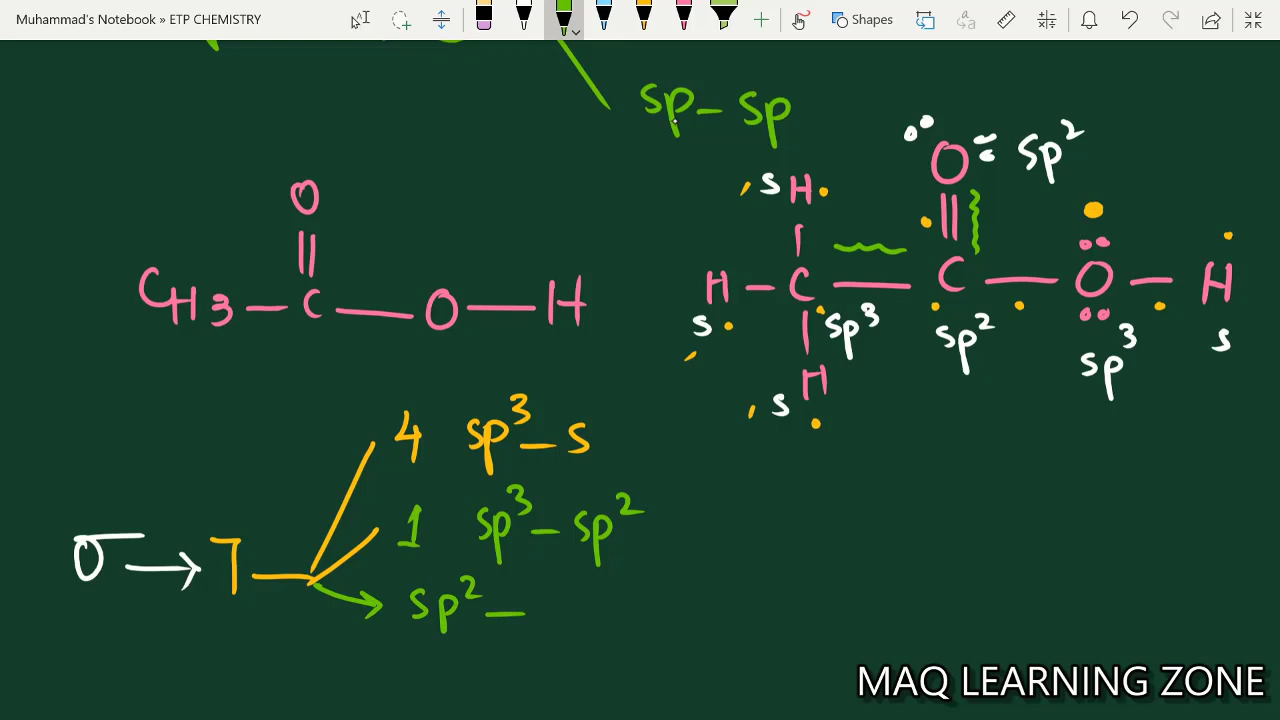 Muhammad's Notebook » ETP CHEMISTRY
Shapes
sp – sp
O
CH3 – C – O – H
O sp²
s H
H – C – C – O – H
s sp³ sp² sp³ s
H
s
4 sp³ – s
1 sp³ – sp²
σ → 7
sp² –
MAQ LEARNING ZONE